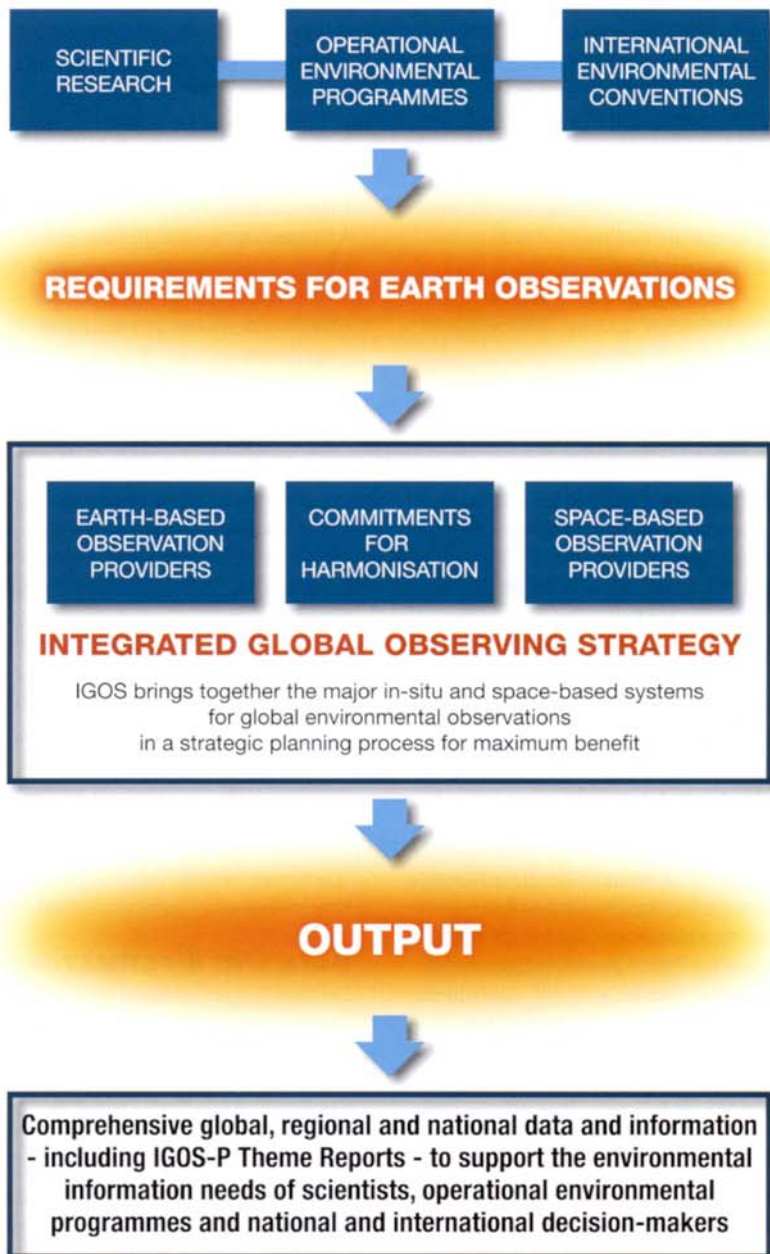 SCIENTIFIC
RESEARCH
OPERATIONAL
ENVIRONMENTAL
PROGRAMMES
INTERNATIONAL
ENVIRONMENTAL
CONVENTIONS
REQUIREMENTS FOR EARTH OBSERVATIONS
EARTH-BASED
OBSERVATION
PROVIDERS
COMMITMENTS
FOR
HARMONISATION
SPACE-BASED
OBSERVATION
PROVIDERS
INTEGRATED GLOBAL OBSERVING STRATEGY
IGOS brings together the major in-situ and space-based systems
for global environmental observations
in a strategic planning process for maximum benefit
OUTPUT
Comprehensive global, regional and national data and information
- including IGOS-P Theme Reports - to support the environmental
information needs of scientists, operational environmental
programmes and national and international decision-makers